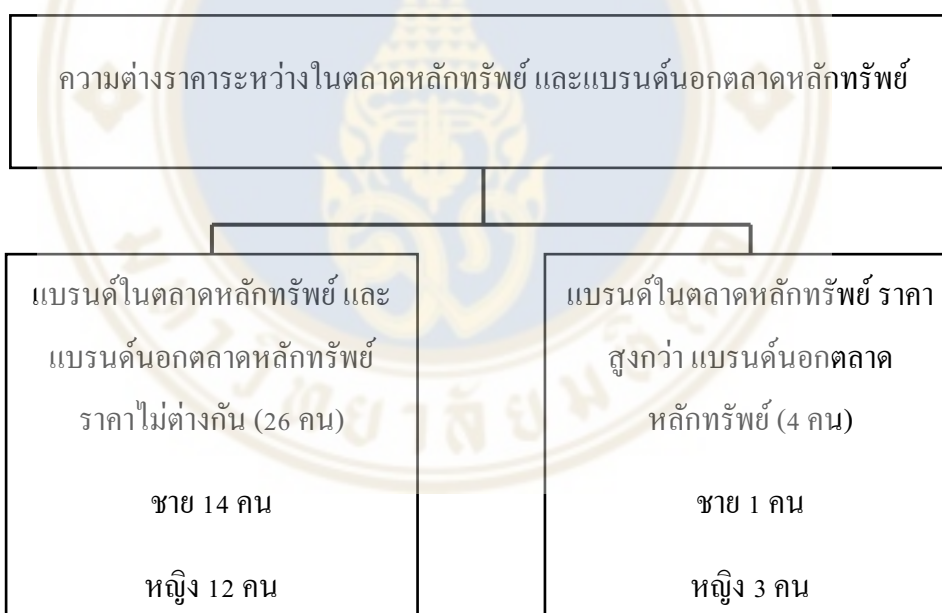 ความต่างราคาระหว่างในตลาดหลักทรัพย์ และแบรนด์นอกตลาดหลักทรัพย์
แบรนด์ในตลาดหลักทรัพย์ และ
แบรนด์นอกตลาดหลักทรัพย์
ราคาไม่ต่างกัน (26 คน)
ชาย 14 คน
หญิง 12 คน
แบรนด์ในตลาดหลักทรัพย์ ราคา
สูงกว่า แบรนด์นอกตลาด
หลักทรัพย์ (4 คน)
ชาย 1 คน
หญิง 3 คน